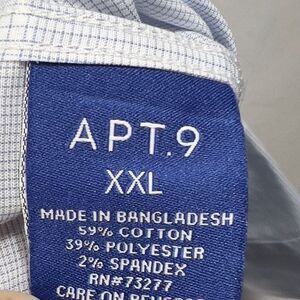 APT.9
XXL
MADE IN BANGLADESH
59% COTTON
39% POLYESTER
2% SPANDEX
RN#73277
CARE ON